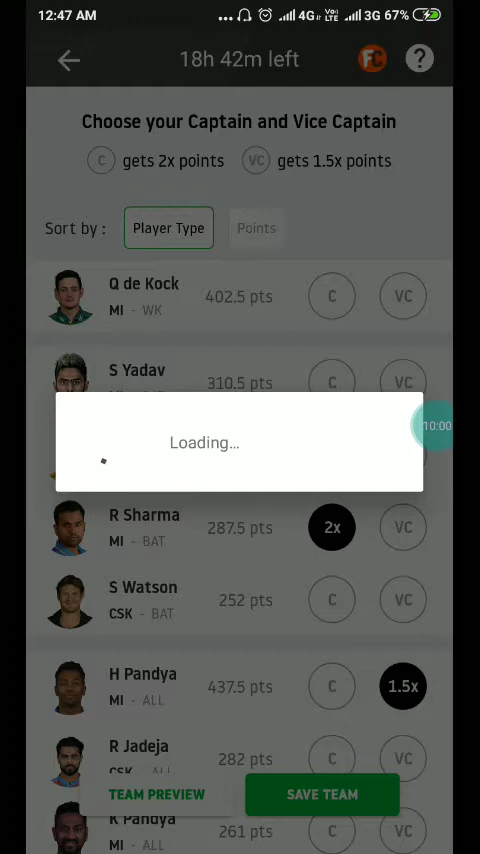 12:47 AM ... 4G VoLTE 3G 67%
18h 42m left FC ?
Choose your Captain and Vice Captain
C gets 2x points VC gets 1.5x points
Sort by : Player Type Points
Q de Kock
402.5 pts C VC
MI - WK
S Yadav
310.5 pts C VC
Loading...
10:00
R Sharma
287.5 pts 2x VC
MI - BAT
S Watson
252 pts C VC
CSK - BAT
H Pandya
437.5 pts C 1.5x
MI - ALL
R Jadeja
282 pts C VC
CSK - ALL
TEAM PREVIEW SAVE TEAM
K Pandya
261 pts C VC
MI - ALL